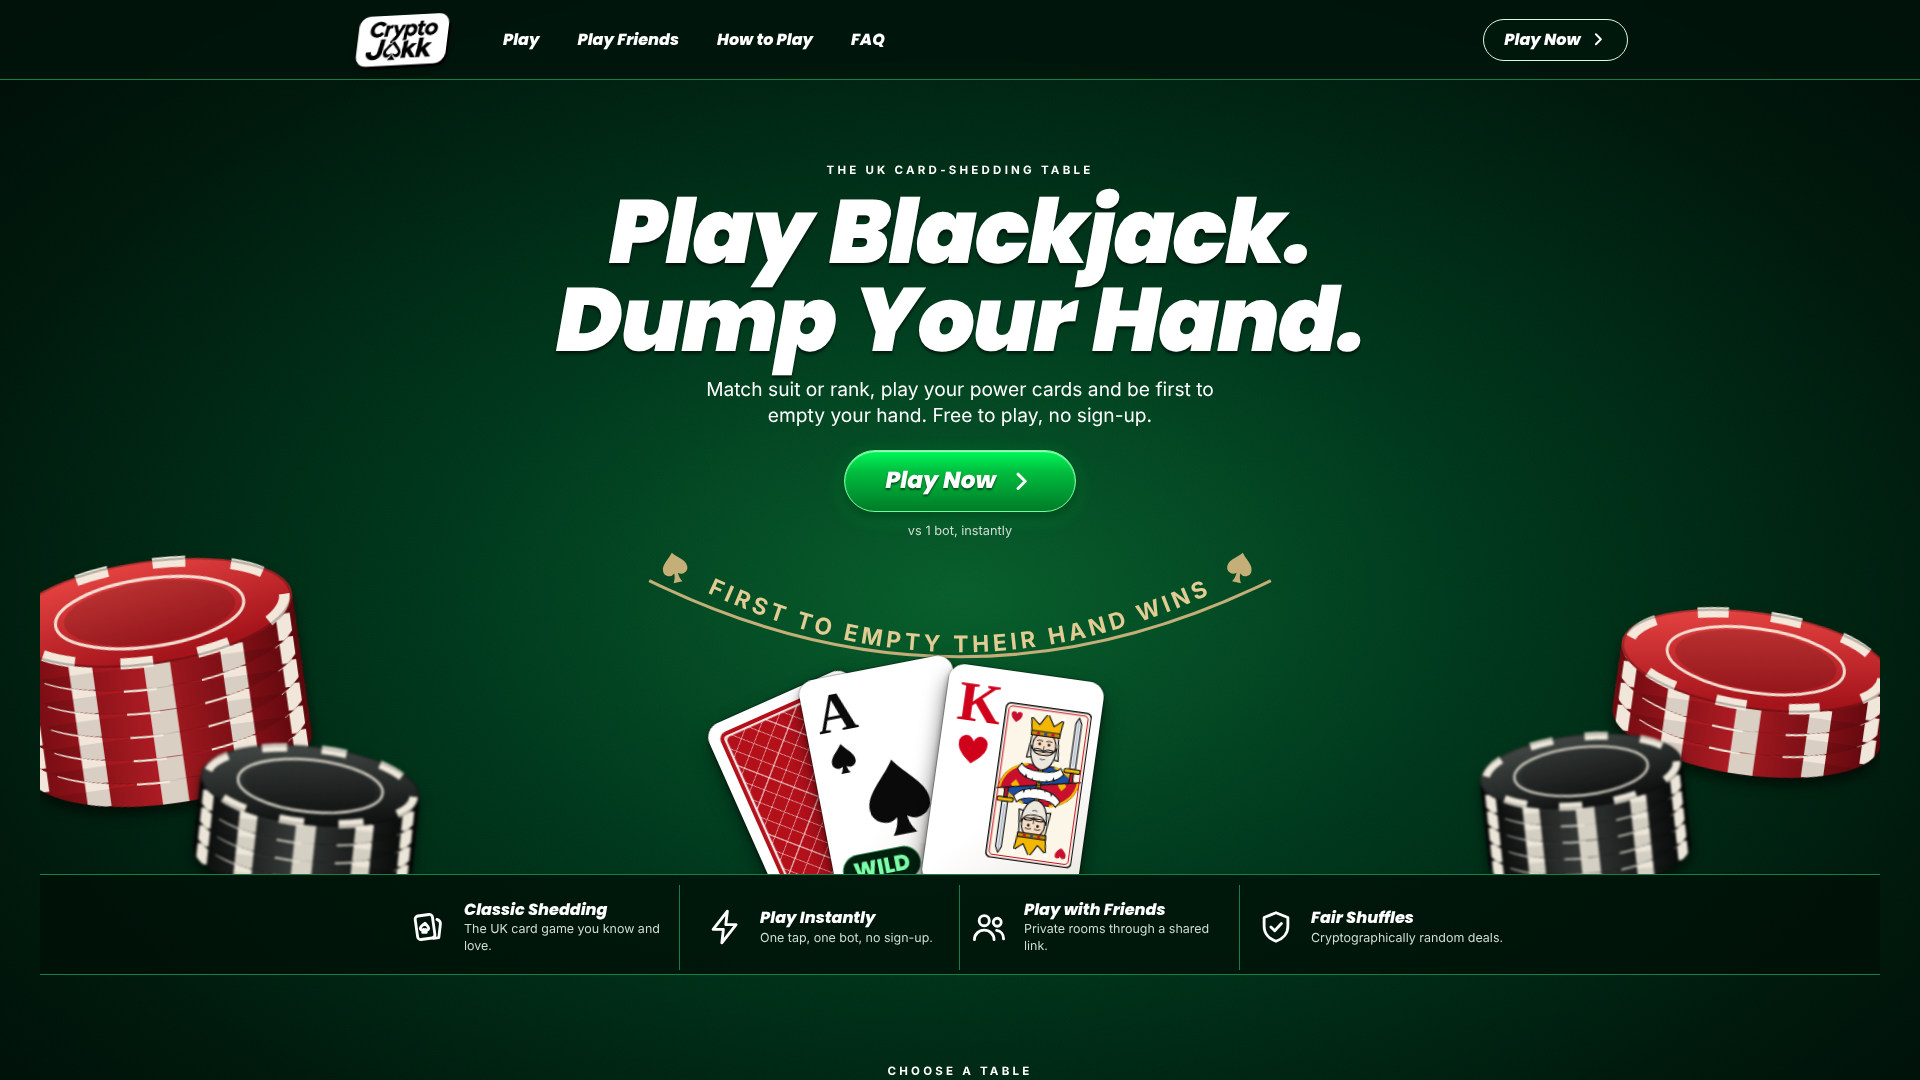 Crypto
Jakk
Play
Play Friends
How to Play
FAQ
Play Now
THE UK CARD-SHEDDING TABLE
Play Blackjack.
Dump Your Hand.
Match suit or rank, play your power cards and be first to
empty your hand. Free to play, no sign-up.
Play Now
vs 1 bot, instantly
FIRST TO EMPTY THEIR HAND WINS
A
K
WILD
Classic Shedding
The UK card game you know and
love.
Play Instantly
One tap, one bot, no sign-up.
Play with Friends
Private rooms through a shared
link.
Fair Shuffles
Cryptographically random deals.
CHOOSE A TABLE